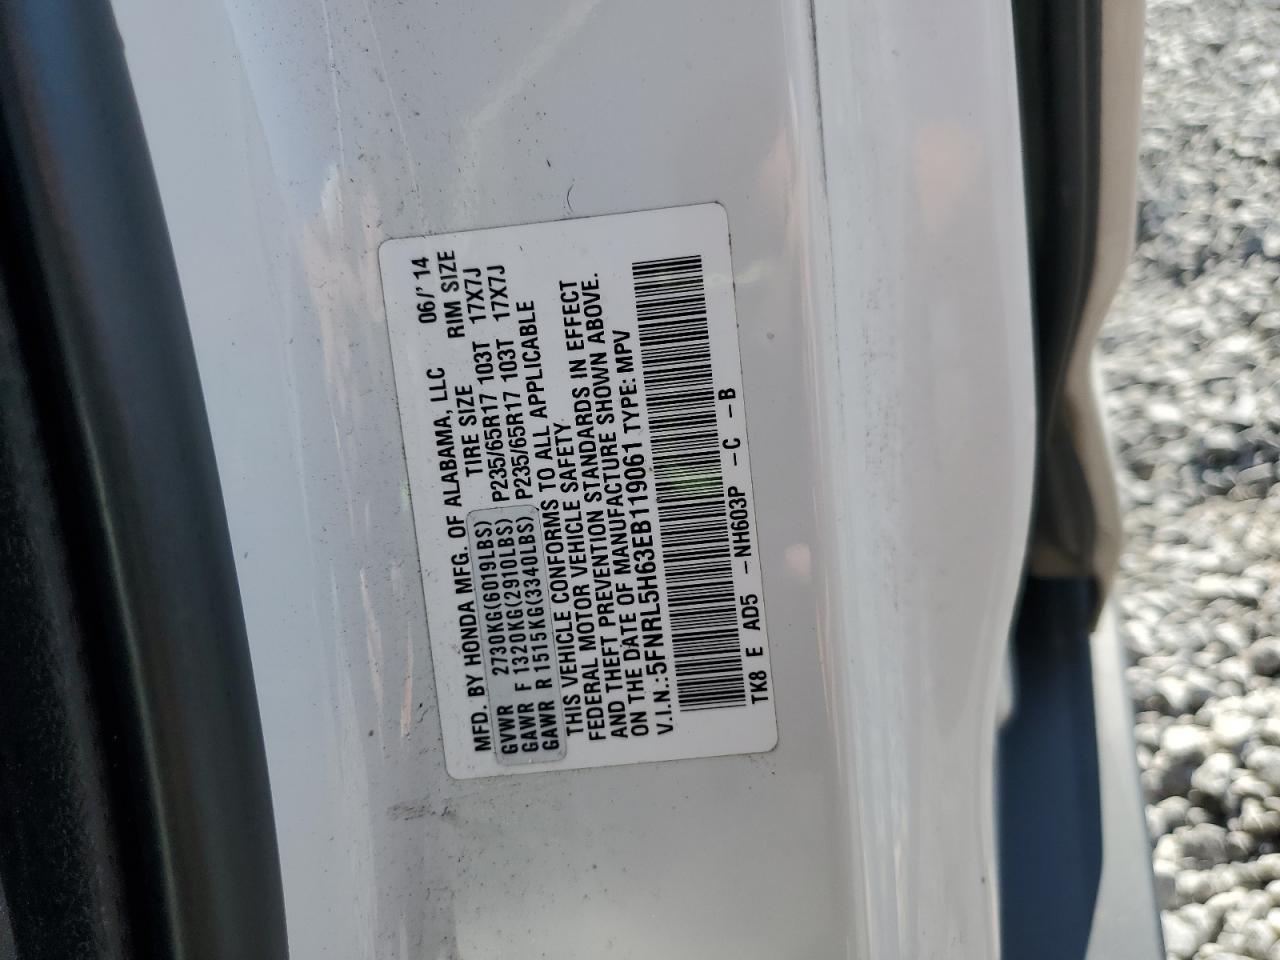 MFD. BY HONDA MFG. OF ALABAMA, LLC 06/'14
TIRE SIZE RIM SIZE
GVWR 2730KG(6019LBS)
GAWR F 1320KG(2910LBS) P235/65R17 103T 17X7J
GAWR R 1515KG(3340LBS) P235/65R17 103T 17X7J
THIS VEHICLE CONFORMS TO ALL APPLICABLE
FEDERAL MOTOR VEHICLE SAFETY
AND THEFT PREVENTION STANDARDS IN EFFECT
ON THE DATE OF MANUFACTURE SHOWN ABOVE.
V.I.N.:5FNRL5H63EB119061 TYPE: MPV
TK8 E AD5 -NH603P -C -B